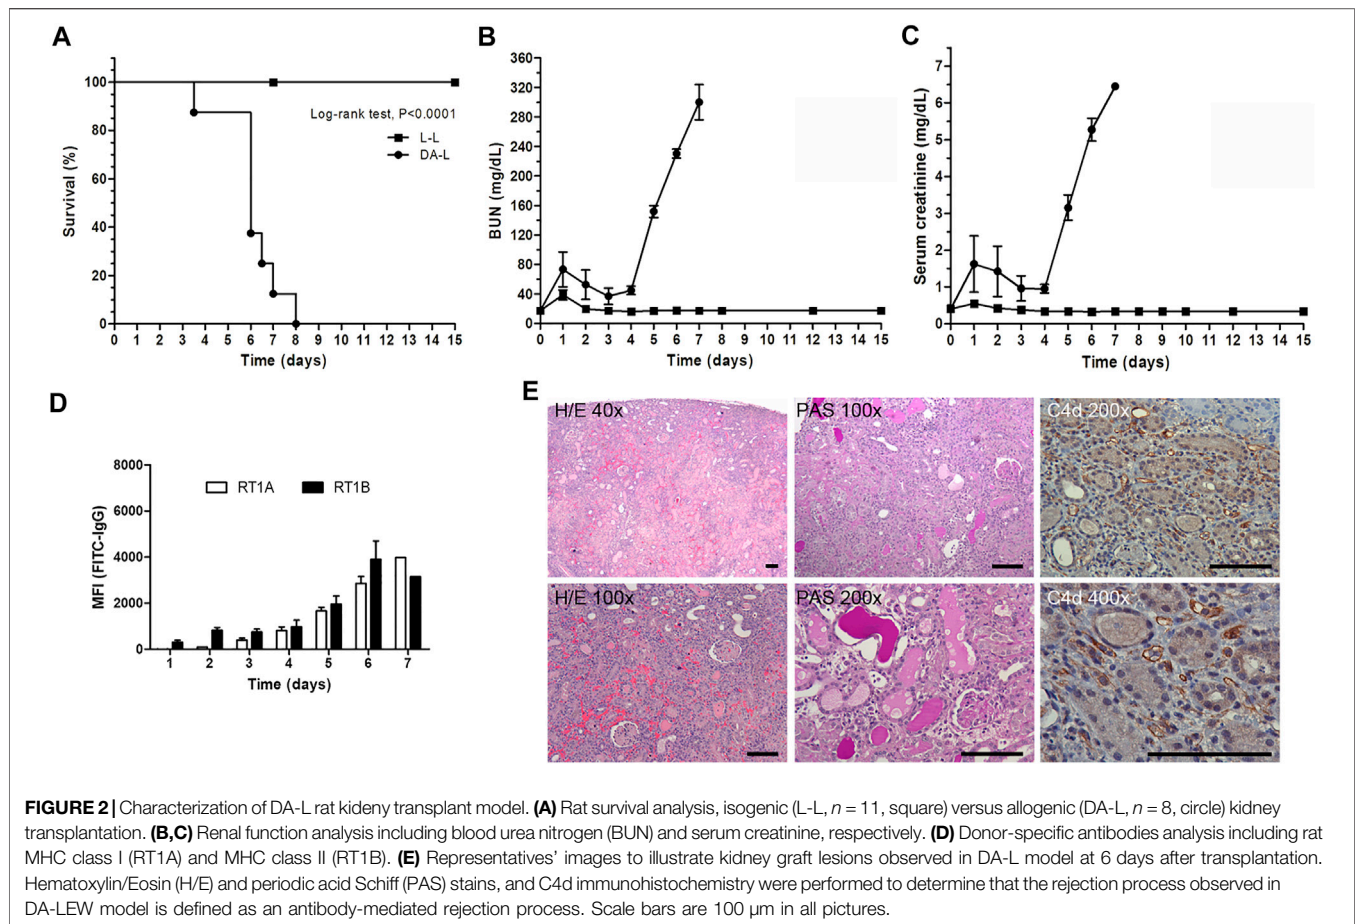 A
Survival (%)
100
80
60
40
20
0
0 1 2 3 4 5 6 7 8 9 10 11 12 13 14 15
Time (days)
Log-rank test, P<0.0001
L-L
DA-L
B
BUN (mg/dL)
360
320
280
240
200
160
120
80
40
0
0 1 2 3 4 5 6 7 8 9 10 11 12 13 14 15
Time (days)
C
Serum creatinine (mg/dL)
7
6
5
4
3
2
1
0
0 1 2 3 4 5 6 7 8 9 10 11 12 13 14 15
Time (days)
D
MFI (FITC-IgG)
8000
6000
4000
2000
0
RT1A RT1B
1 2 3 4 5 6 7
Time (days)
E
H/E 40x
PAS 100x
C4d 200x
H/E 100x
PAS 200x
C4d 400x
FIGURE 2 | Characterization of DA-L rat kideny transplant model. (A) Rat survival analysis, isogenic (L-L, n = 11, square) versus allogenic (DA-L, n = 8, circle) kidney
transplantation. (B,C) Renal function analysis including blood urea nitrogen (BUN) and serum creatinine, respectively. (D) Donor-specific antibodies analysis including rat
MHC class I (RT1A) and MHC class II (RT1B). (E) Representatives' images to illustrate kidney graft lesions observed in DA-L model at 6 days after transplantation.
Hematoxylin/Eosin (H/E) and periodic acid Schiff (PAS) stains, and C4d immunohistochemistry were performed to determine that the rejection process observed in
DA-LEW model is defined as an antibody-mediated rejection process. Scale bars are 100 µm in all pictures.